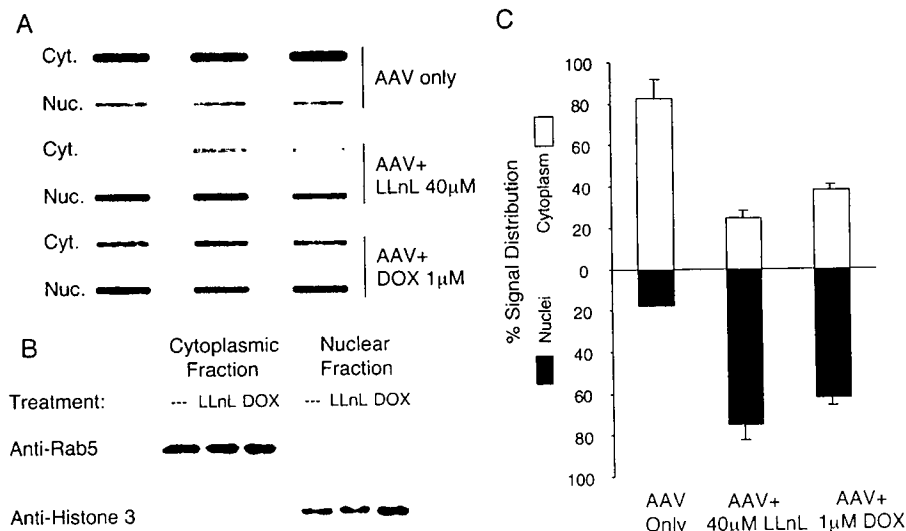 A
Cyt.
Nuc.
AAV only
Cyt.
Nuc.
AAV+
LLnL 40µM
Cyt.
Nuc.
AAV+
DOX 1µM
B
Cytoplasmic
Fraction
Nuclear
Fraction
Treatment: --- LLnL DOX --- LLnL DOX
Anti-Rab5
Anti-Histone 3
C
% Signal Distribution
Nuclei
Cytoplasm
100
80
60
40
20
0
20
40
60
80
100
AAV
Only
AAV+
40µM LLnL
AAV+
1µM DOX